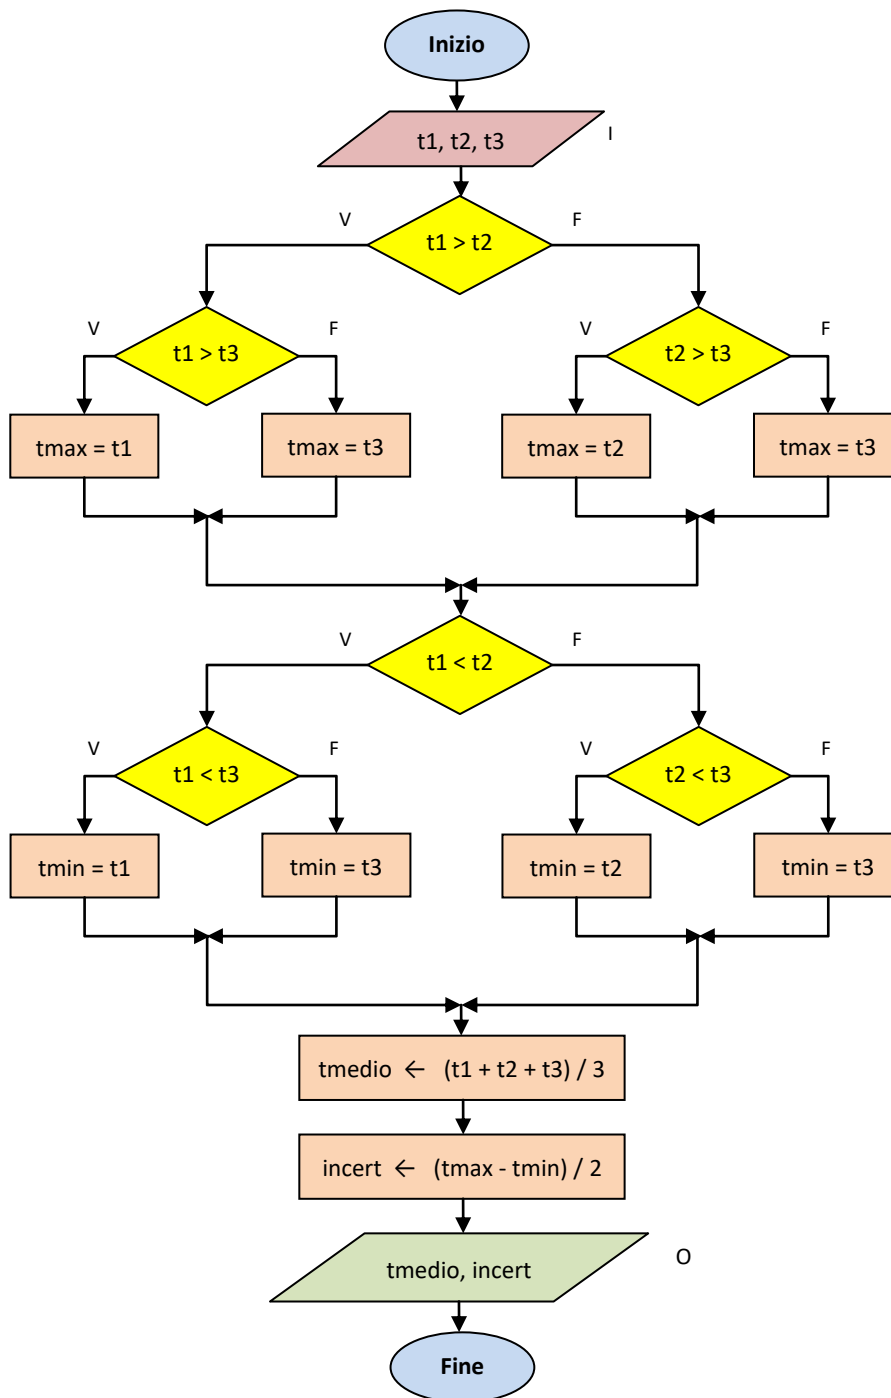 Inizio
t1, t2, t3
I
V
t1 > t2
F
V
t1 > t3
F
V
t2 > t3
F
tmax = t1
tmax = t3
tmax = t2
tmax = t3
V
t1 < t2
F
V
t1 < t3
F
V
t2 < t3
F
tmin = t1
tmin = t3
tmin = t2
tmin = t3
tmedio ← (t1 + t2 + t3) / 3
incert ← (tmax - tmin) / 2
tmedio, incert
O
Fine